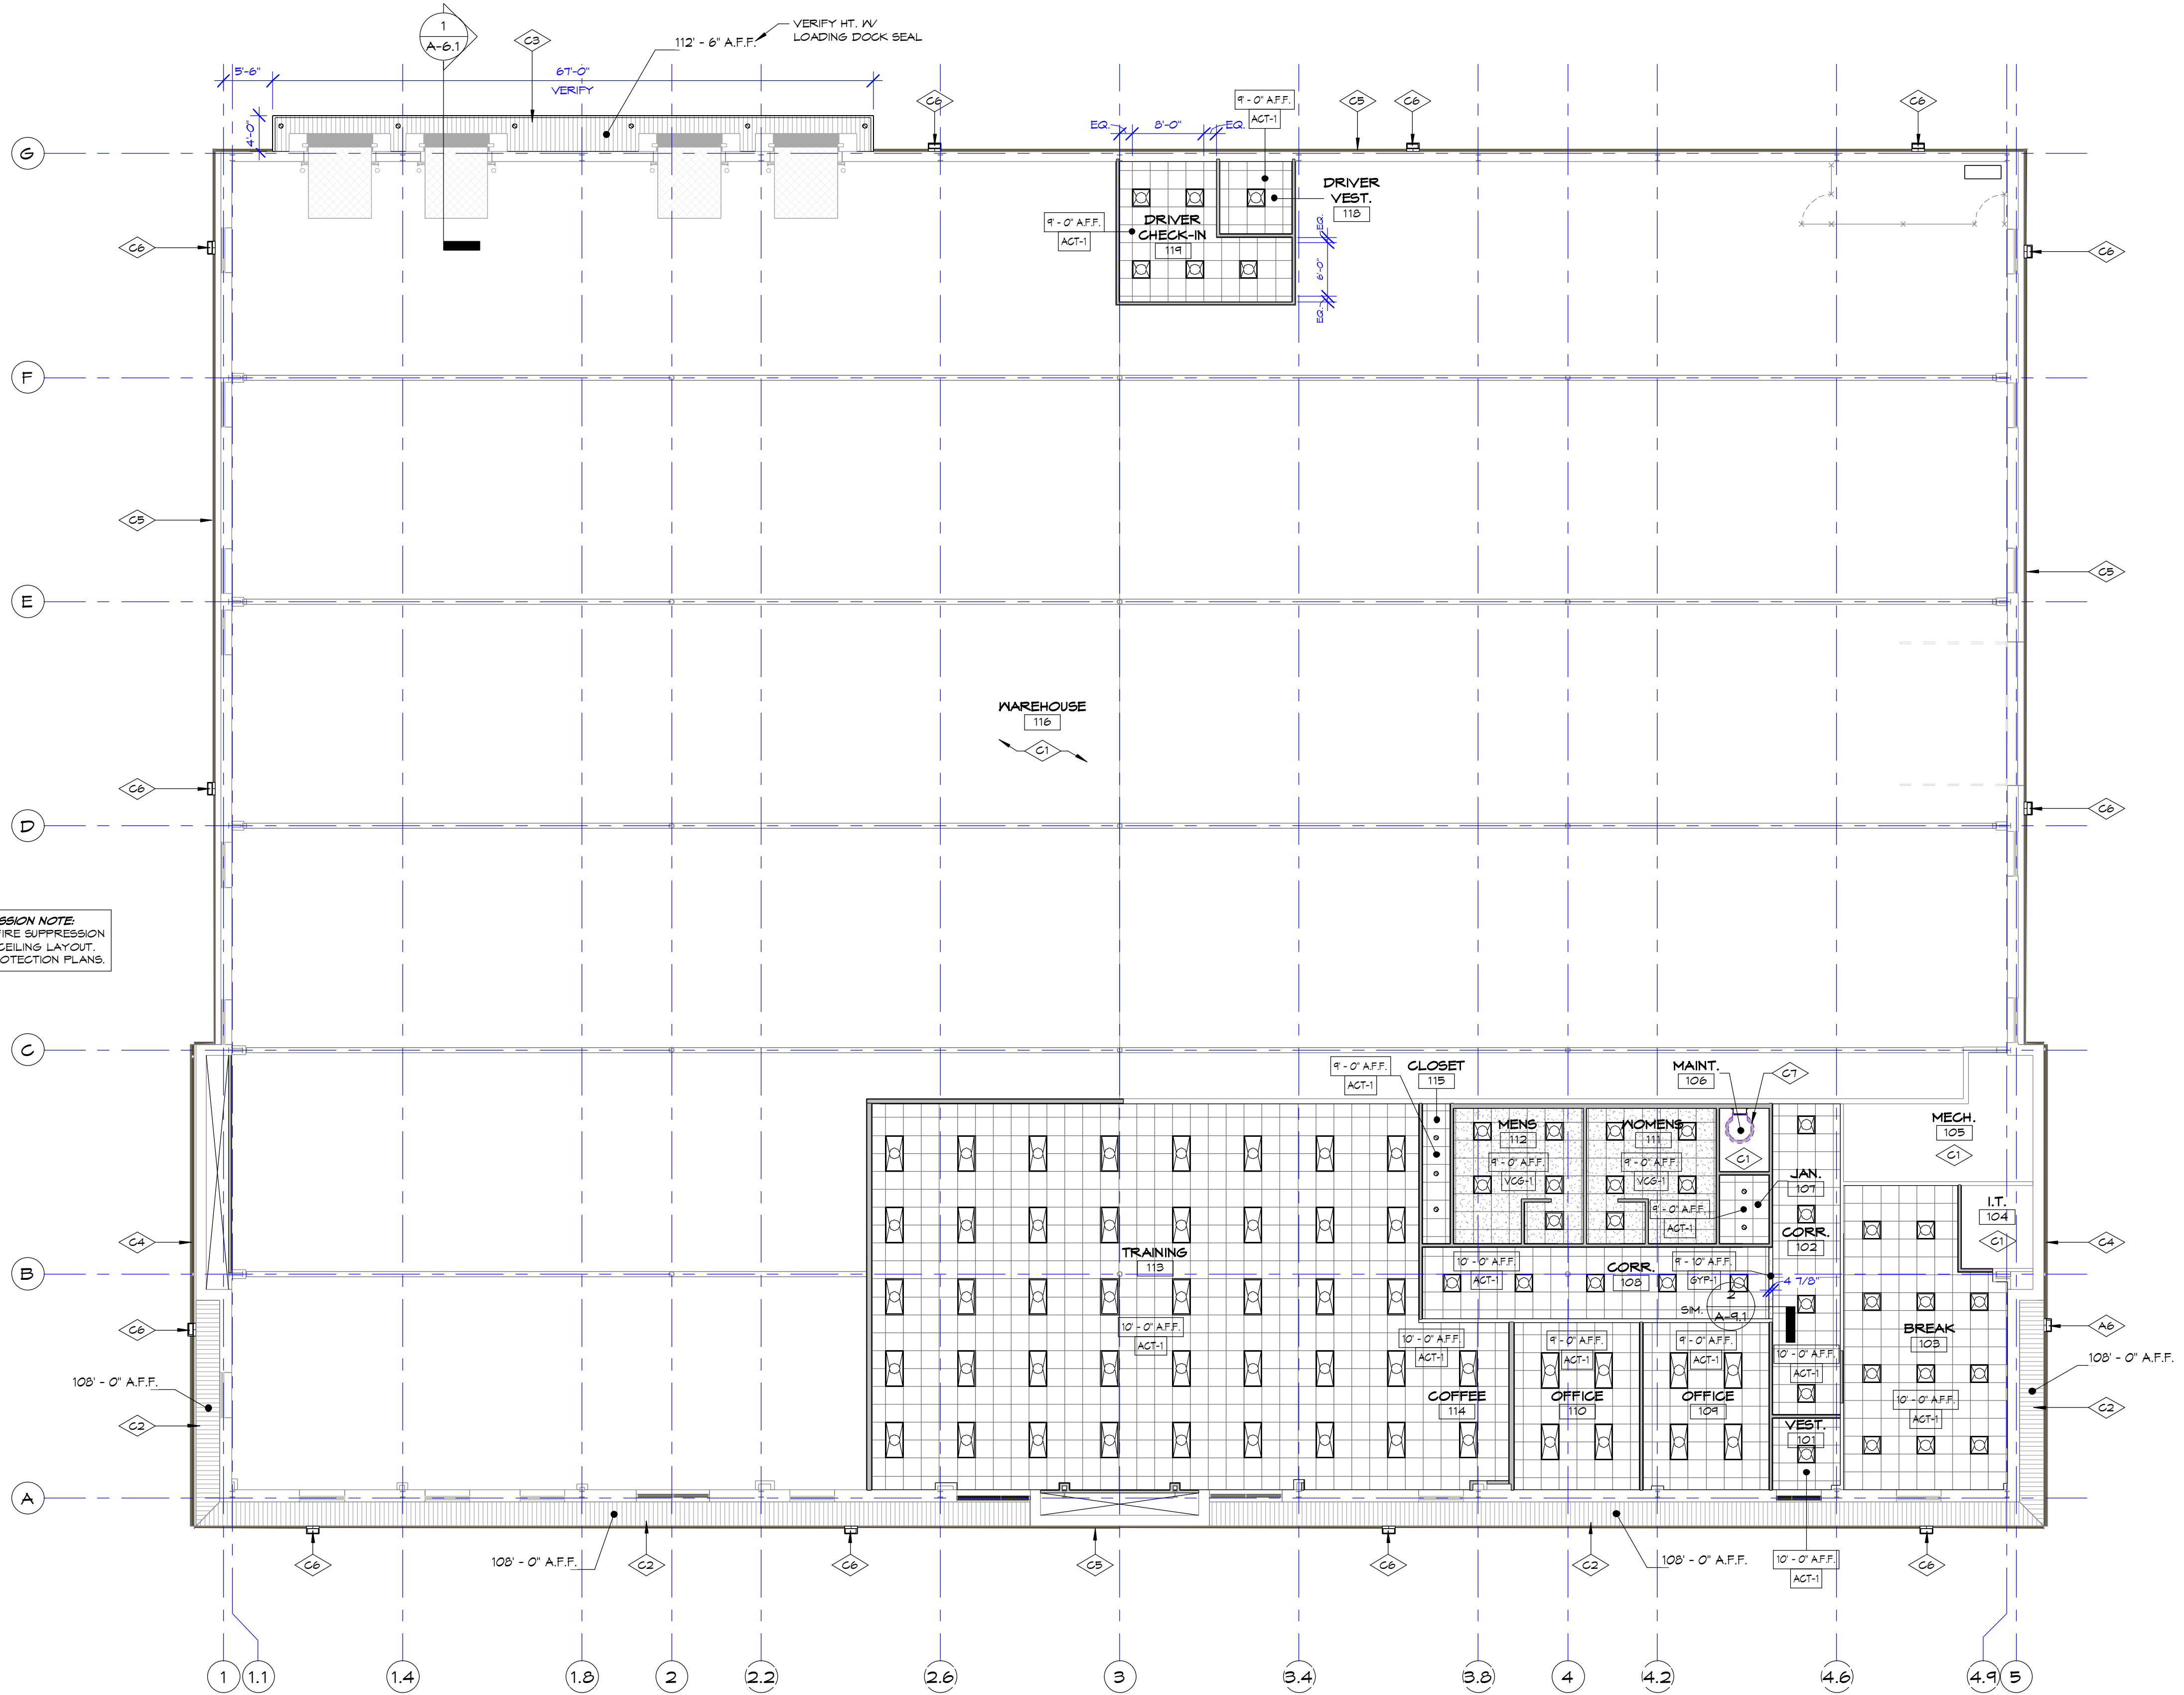 1
A-6.1
C3
112' - 6" A.F.F.
VERIFY HT. W/
LOADING DOCK SEAL
5'-6"
67'-0"
VERIFY
4'-0"
C6
9' - 0" A.F.F.
ACT-1
C5
C6
C6
EQ.
8'-0"
EQ.
G
DRIVER
VEST.
118
9' - 0" A.F.F.
ACT-1
DRIVER
CHECK-IN
119
EQ.
6'-0"
EQ.
C6
C6
F
C5
C5
E
WAREHOUSE
116
C1
C6
C6
D
SSION NOTE:
FIRE SUPPRESSION
CEILING LAYOUT.
OTECTION PLANS.
C
9' - 0" A.F.F.
ACT-1
CLOSET
115
MAINT.
106
C7
MENS
112
9' - 0" A.F.F.
VCG-1
WOMENS
111
9' - 0" A.F.F.
VCG-1
C1
MECH.
105
C1
JAN.
107
9' - 0" A.F.F.
ACT-1
I.T.
104
C1
C4
C4
CORR.
102
TRAINING
113
10' - 0" A.F.F.
ACT-1
CORR.
108
9' - 10" A.F.F.
GYP-1
4 7/8"
B
SIM.
2
A-9.1
C6
A6
10' - 0" A.F.F.
ACT-1
10' - 0" A.F.F.
ACT-1
9' - 0" A.F.F.
ACT-1
9' - 0" A.F.F.
ACT-1
10' - 0" A.F.F.
ACT-1
BREAK
103
10' - 0" A.F.F.
ACT-1
108' - 0" A.F.F.
108' - 0" A.F.F.
COFFEE
114
OFFICE
110
OFFICE
109
C2
C2
VEST.
101
A
108' - 0" A.F.F.
C6
C2
C6
C5
C6
C2
108' - 0" A.F.F.
10' - 0" A.F.F.
ACT-1
C6
1
1.1
1.4
1.8
2
2.2
2.6
3
3.4
3.8
4
4.2
4.6
4.9
5